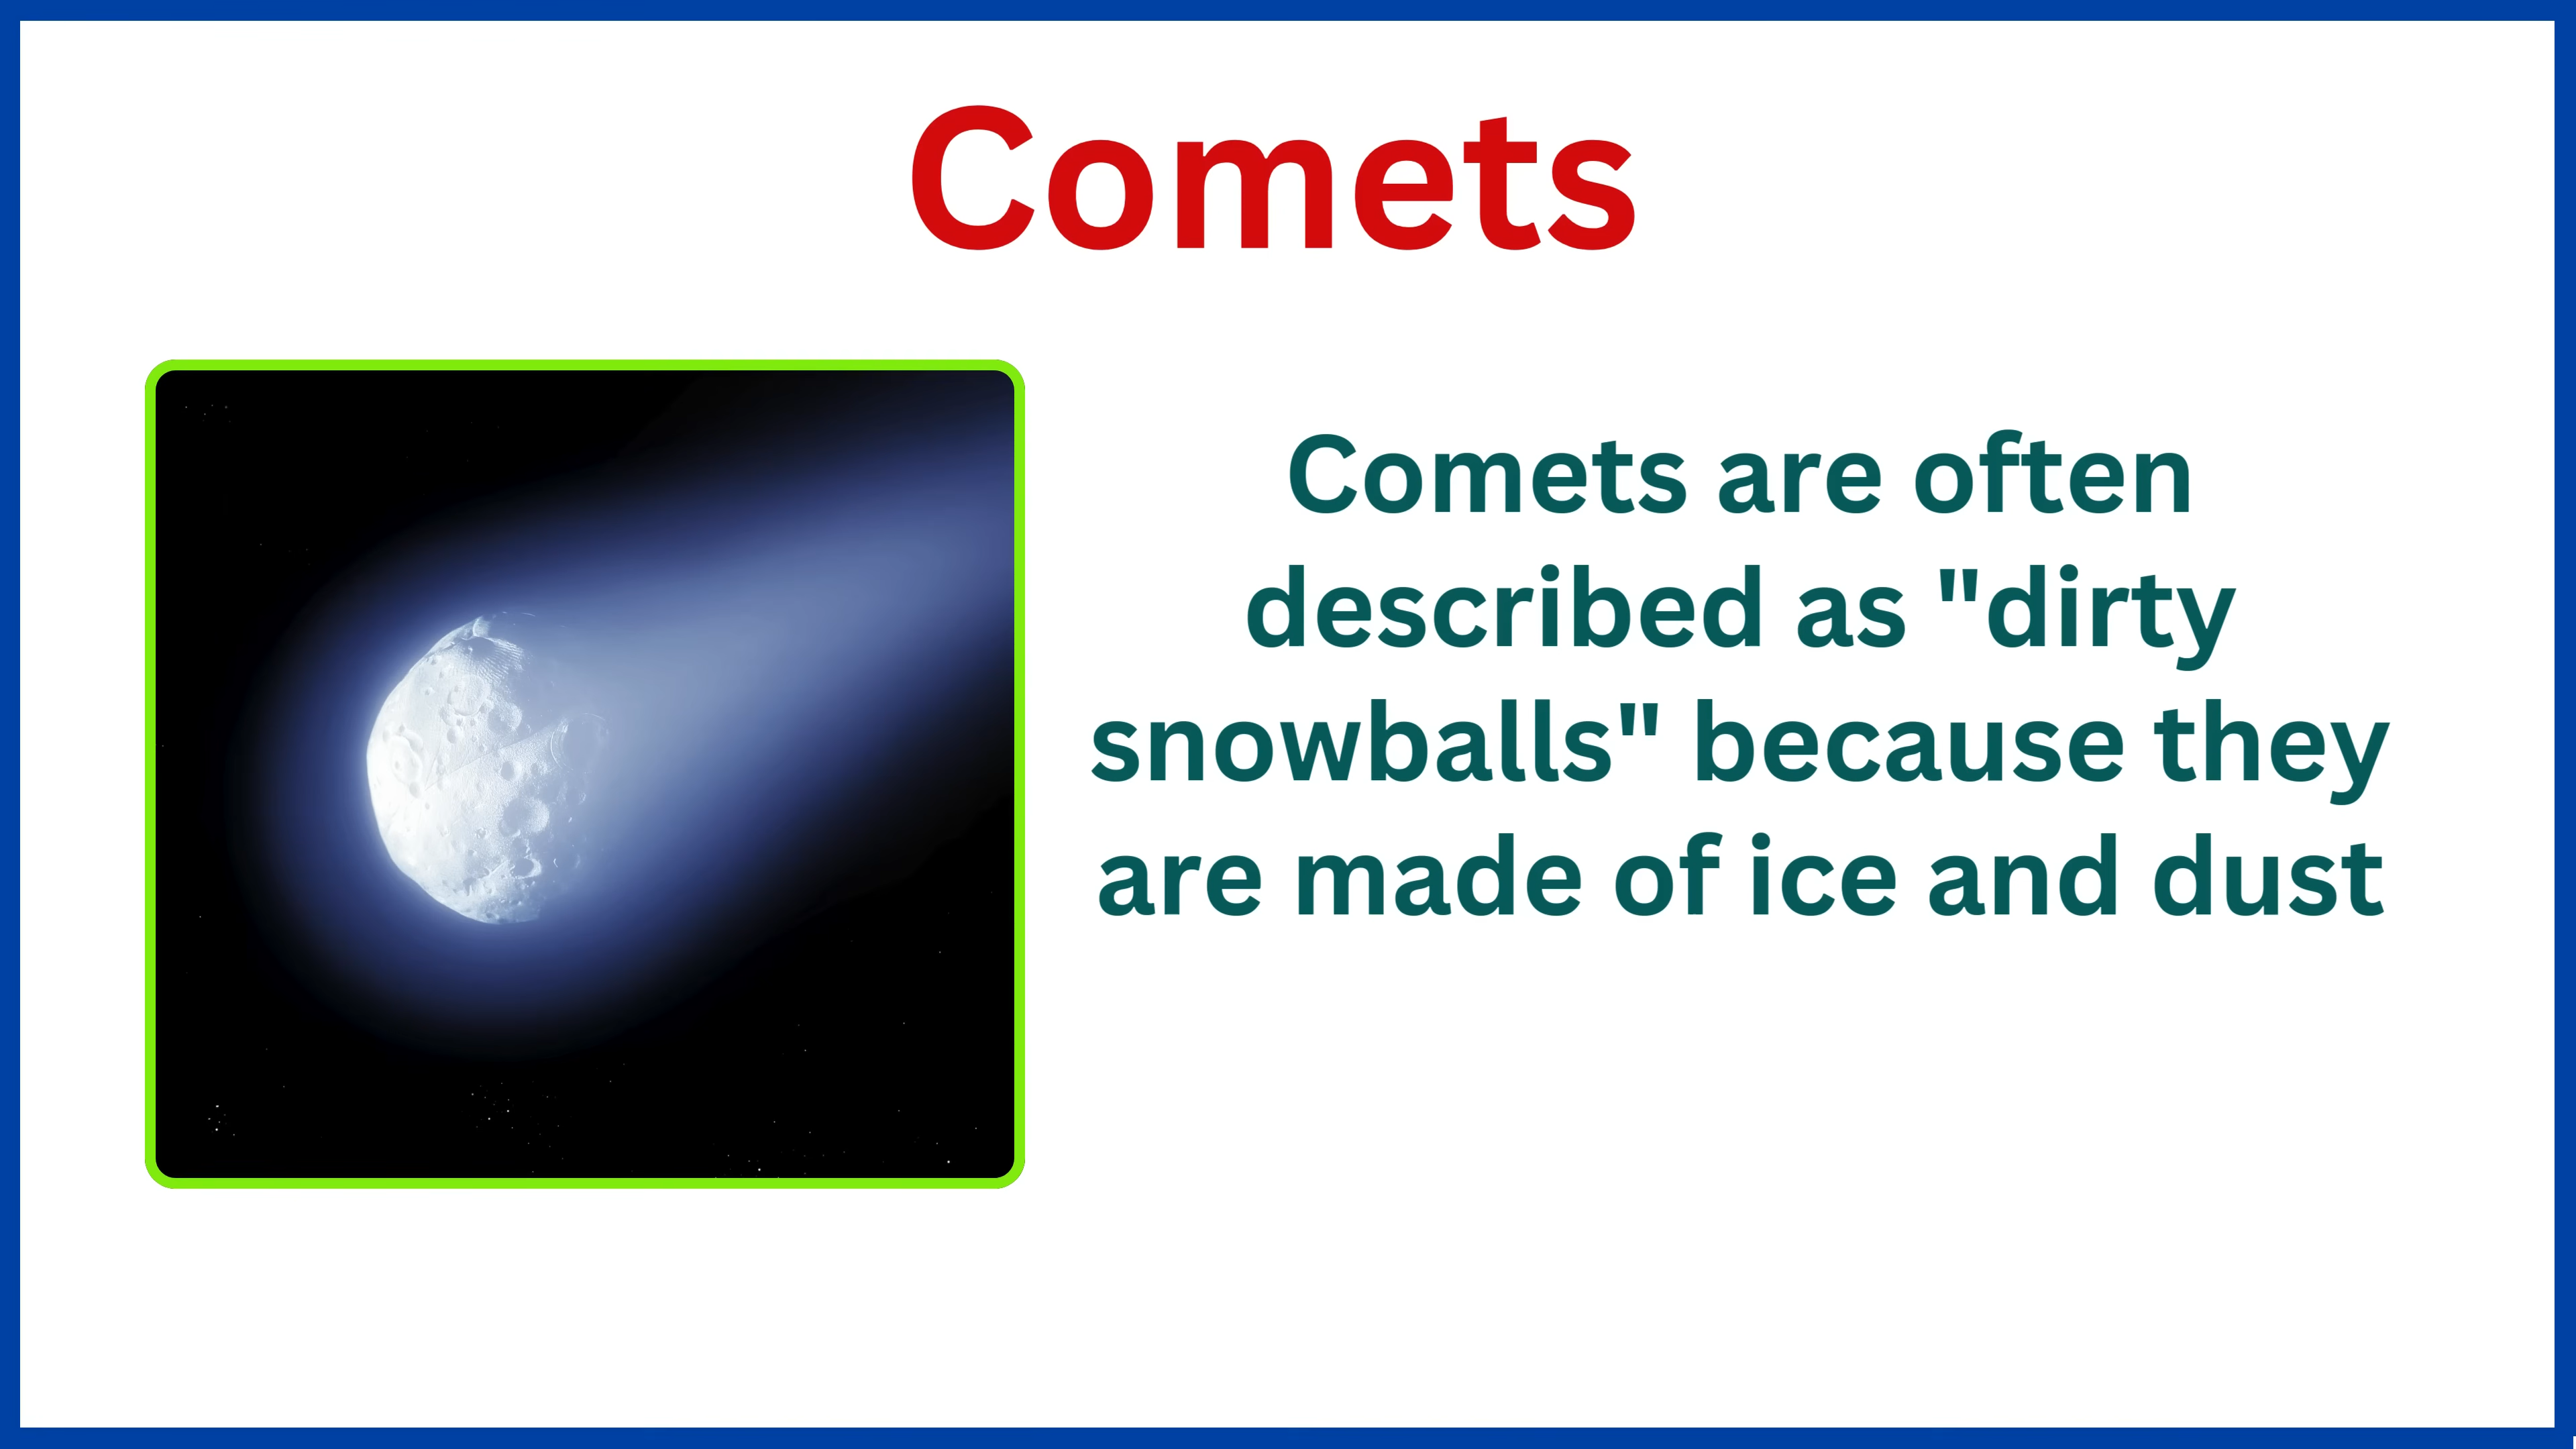 Comets
Comets are often
described as "dirty
snowballs" because they
are made of ice and dust